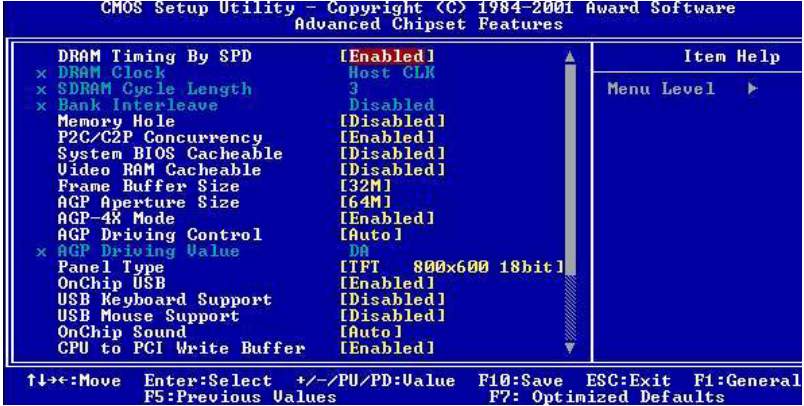 CMOS Setup Utility - Copyright (C) 1984-2001 Award Software
Advanced Chipset Features
DRAM Timing By SPD [Enabled]
x DRAM Clock Host CLK
x SDRAM Cycle Length 3
x Bank Interleave Disabled
Memory Hole [Disabled]
P2C/C2P Concurrency [Enabled]
System BIOS Cacheable [Disabled]
Video RAM Cacheable [Disabled]
Frame Buffer Size [32M]
AGP Aperture Size [64M]
AGP-4X Mode [Enabled]
AGP Driving Control [Auto]
x AGP Driving Value DA
Panel Type [TFT 800x600 18bit]
OnChip USB [Enabled]
USB Keyboard Support [Disabled]
USB Mouse Support [Disabled]
OnChip Sound [Auto]
CPU to PCI Write Buffer [Enabled]
Item Help
Menu Level ▸
↑↓→←:Move Enter:Select +/-/PU/PD:Value F10:Save ESC:Exit F1:General
F5:Previous Values F7: Optimized Defaults